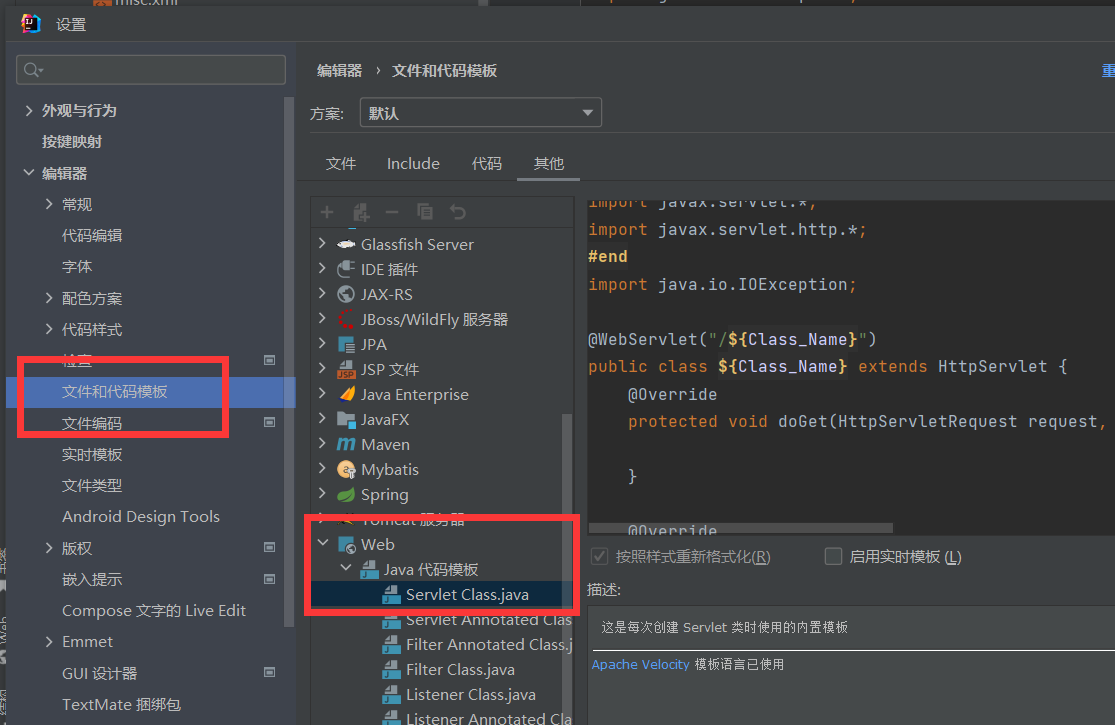 misc.xml
设置
编辑器 › 文件和代码模板
重
方案:
默认
文件
Include
代码
其他
外观与行为
按键映射
编辑器
常规
代码编辑
字体
配色方案
代码样式
检查
文件和代码模板
文件编码
实时模板
文件类型
Android Design Tools
版权
嵌入提示
Compose 文字的 Live Edit
Emmet
GUI 设计器
TextMate 捆绑包
Glassfish Server
IDE 插件
JAX-RS
JBoss/WildFly 服务器
JPA
JSP 文件
Java Enterprise
JavaFX
Maven
Mybatis
Spring
Tomcat 服务器
Web
Java 代码模板
Servlet Class.java
Servlet Annotated Clas
Filter Annotated Class.j
Filter Class.java
Listener Class.java
Listener Annotated Cla
import javax.servlet.*;
import javax.servlet.http.*;
#end
import java.io.IOException;
@WebServlet("/${Class_Name}")
public class ${Class_Name} extends HttpServlet {
@Override
protected void doGet(HttpServletRequest request,
}
@Override
按照样式重新格式化(R)
启用实时模板 (L)
描述:
这是每次创建 Servlet 类时使用的内置模板
Apache Velocity 模板语言已使用